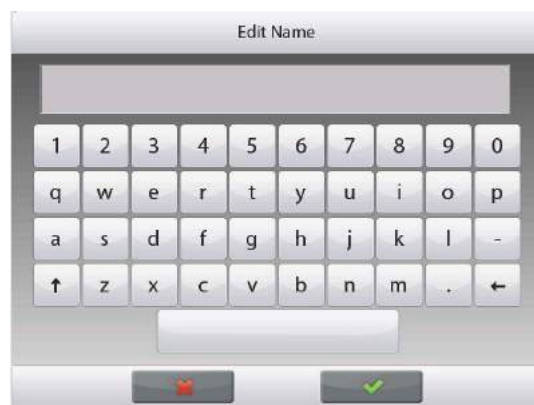 Edit Name
1 2 3 4 5 6 7 8 9 0
q w e r t y u i o p
a s d f g h j k l -
↑ z x c v b n m . ←